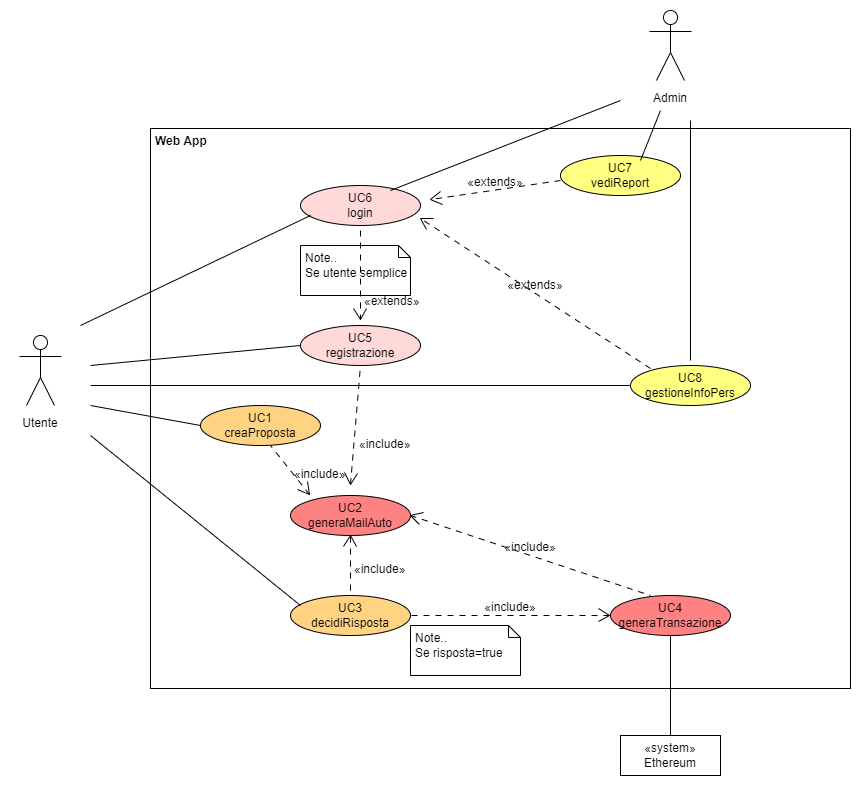 Admin
Web App
UC7
vediReport
«extends»
UC6
login
Note..
Se utente semplice
«extends»
«extends»
UC5
registrazione
UC8
gestioneInfoPers
Utente
UC1
creaProposta
«include»
«include»
UC2
generaMailAuto
«include»
«include»
UC3
decidiRisposta
«include»
UC4
generaTransazione
Note..
Se risposta=true
«system»
Ethereum